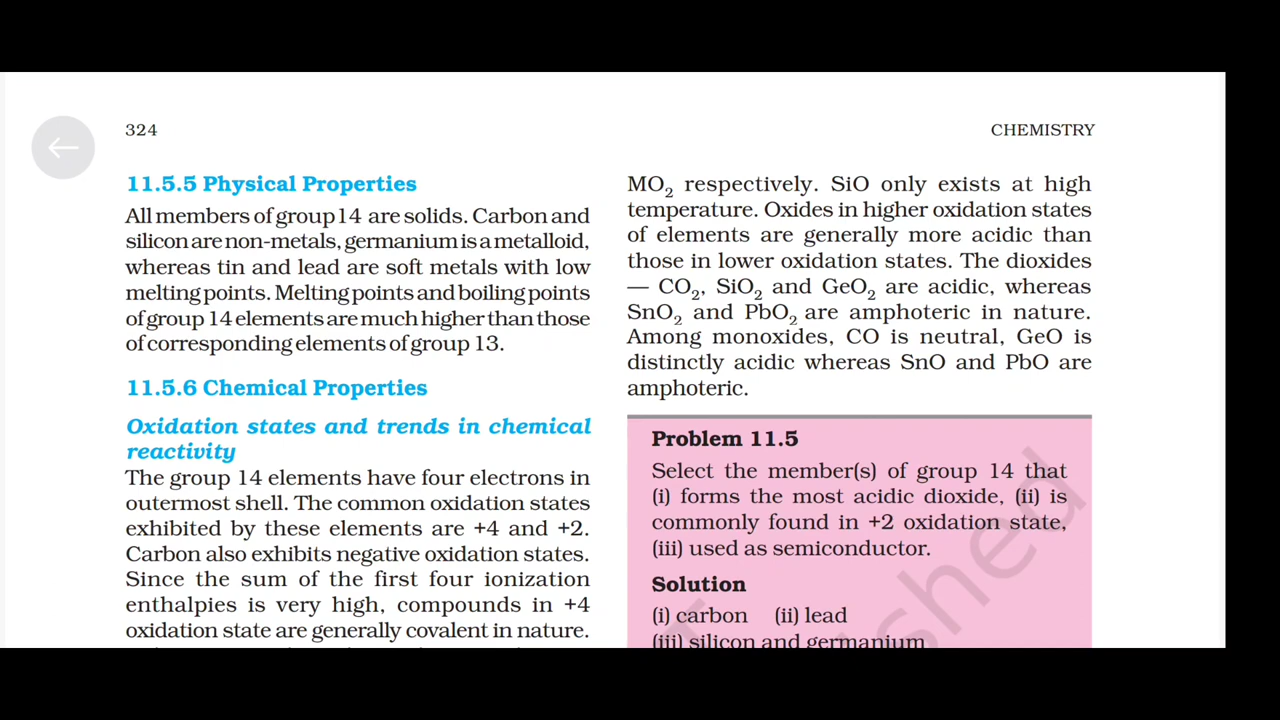 324
CHEMISTRY
11.5.5 Physical Properties
All members of group14 are solids. Carbon and
silicon are non-metals, germanium is a metalloid,
whereas tin and lead are soft metals with low
melting points. Melting points and boiling points
of group 14 elements are much higher than those
of corresponding elements of group 13.
11.5.6 Chemical Properties
Oxidation states and trends in chemical
reactivity
The group 14 elements have four electrons in
outermost shell. The common oxidation states
exhibited by these elements are +4 and +2.
Carbon also exhibits negative oxidation states.
Since the sum of the first four ionization
enthalpies is very high, compounds in +4
oxidation state are generally covalent in nature.
MO₂ respectively. SiO only exists at high
temperature. Oxides in higher oxidation states
of elements are generally more acidic than
those in lower oxidation states. The dioxides
— CO₂, SiO₂ and GeO₂ are acidic, whereas
SnO₂ and PbO₂ are amphoteric in nature.
Among monoxides, CO is neutral, GeO is
distinctly acidic whereas SnO and PbO are
amphoteric.
Problem 11.5
Select the member(s) of group 14 that
(i) forms the most acidic dioxide, (ii) is
commonly found in +2 oxidation state,
(iii) used as semiconductor.
Solution
(i) carbon (ii) lead
(iii) silicon and germanium